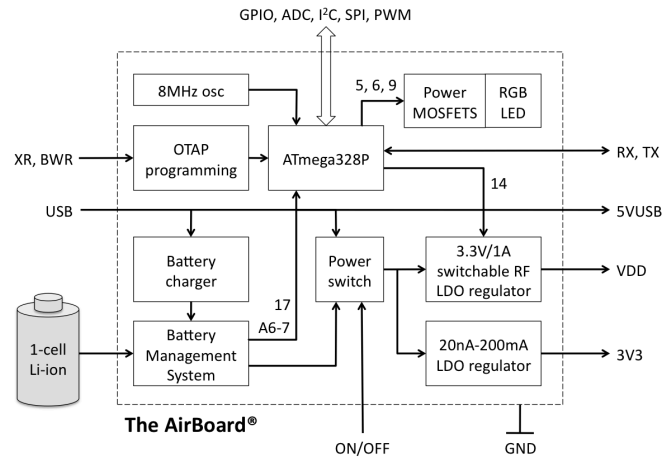 GPIO, ADC, I²C, SPI, PWM
8MHz osc
5, 6, 9
Power
MOSFETS
RGB
LED
XR, BWR
OTAP
programming
ATmega328P
RX, TX
14
USB
5VUSB
Battery
charger
Power
switch
3.3V/1A
switchable RF
LDO regulator
VDD
17
A6-7
1-cell
Li-ion
Battery
Management
System
20nA-200mA
LDO regulator
3V3
The AirBoard®
ON/OFF
GND